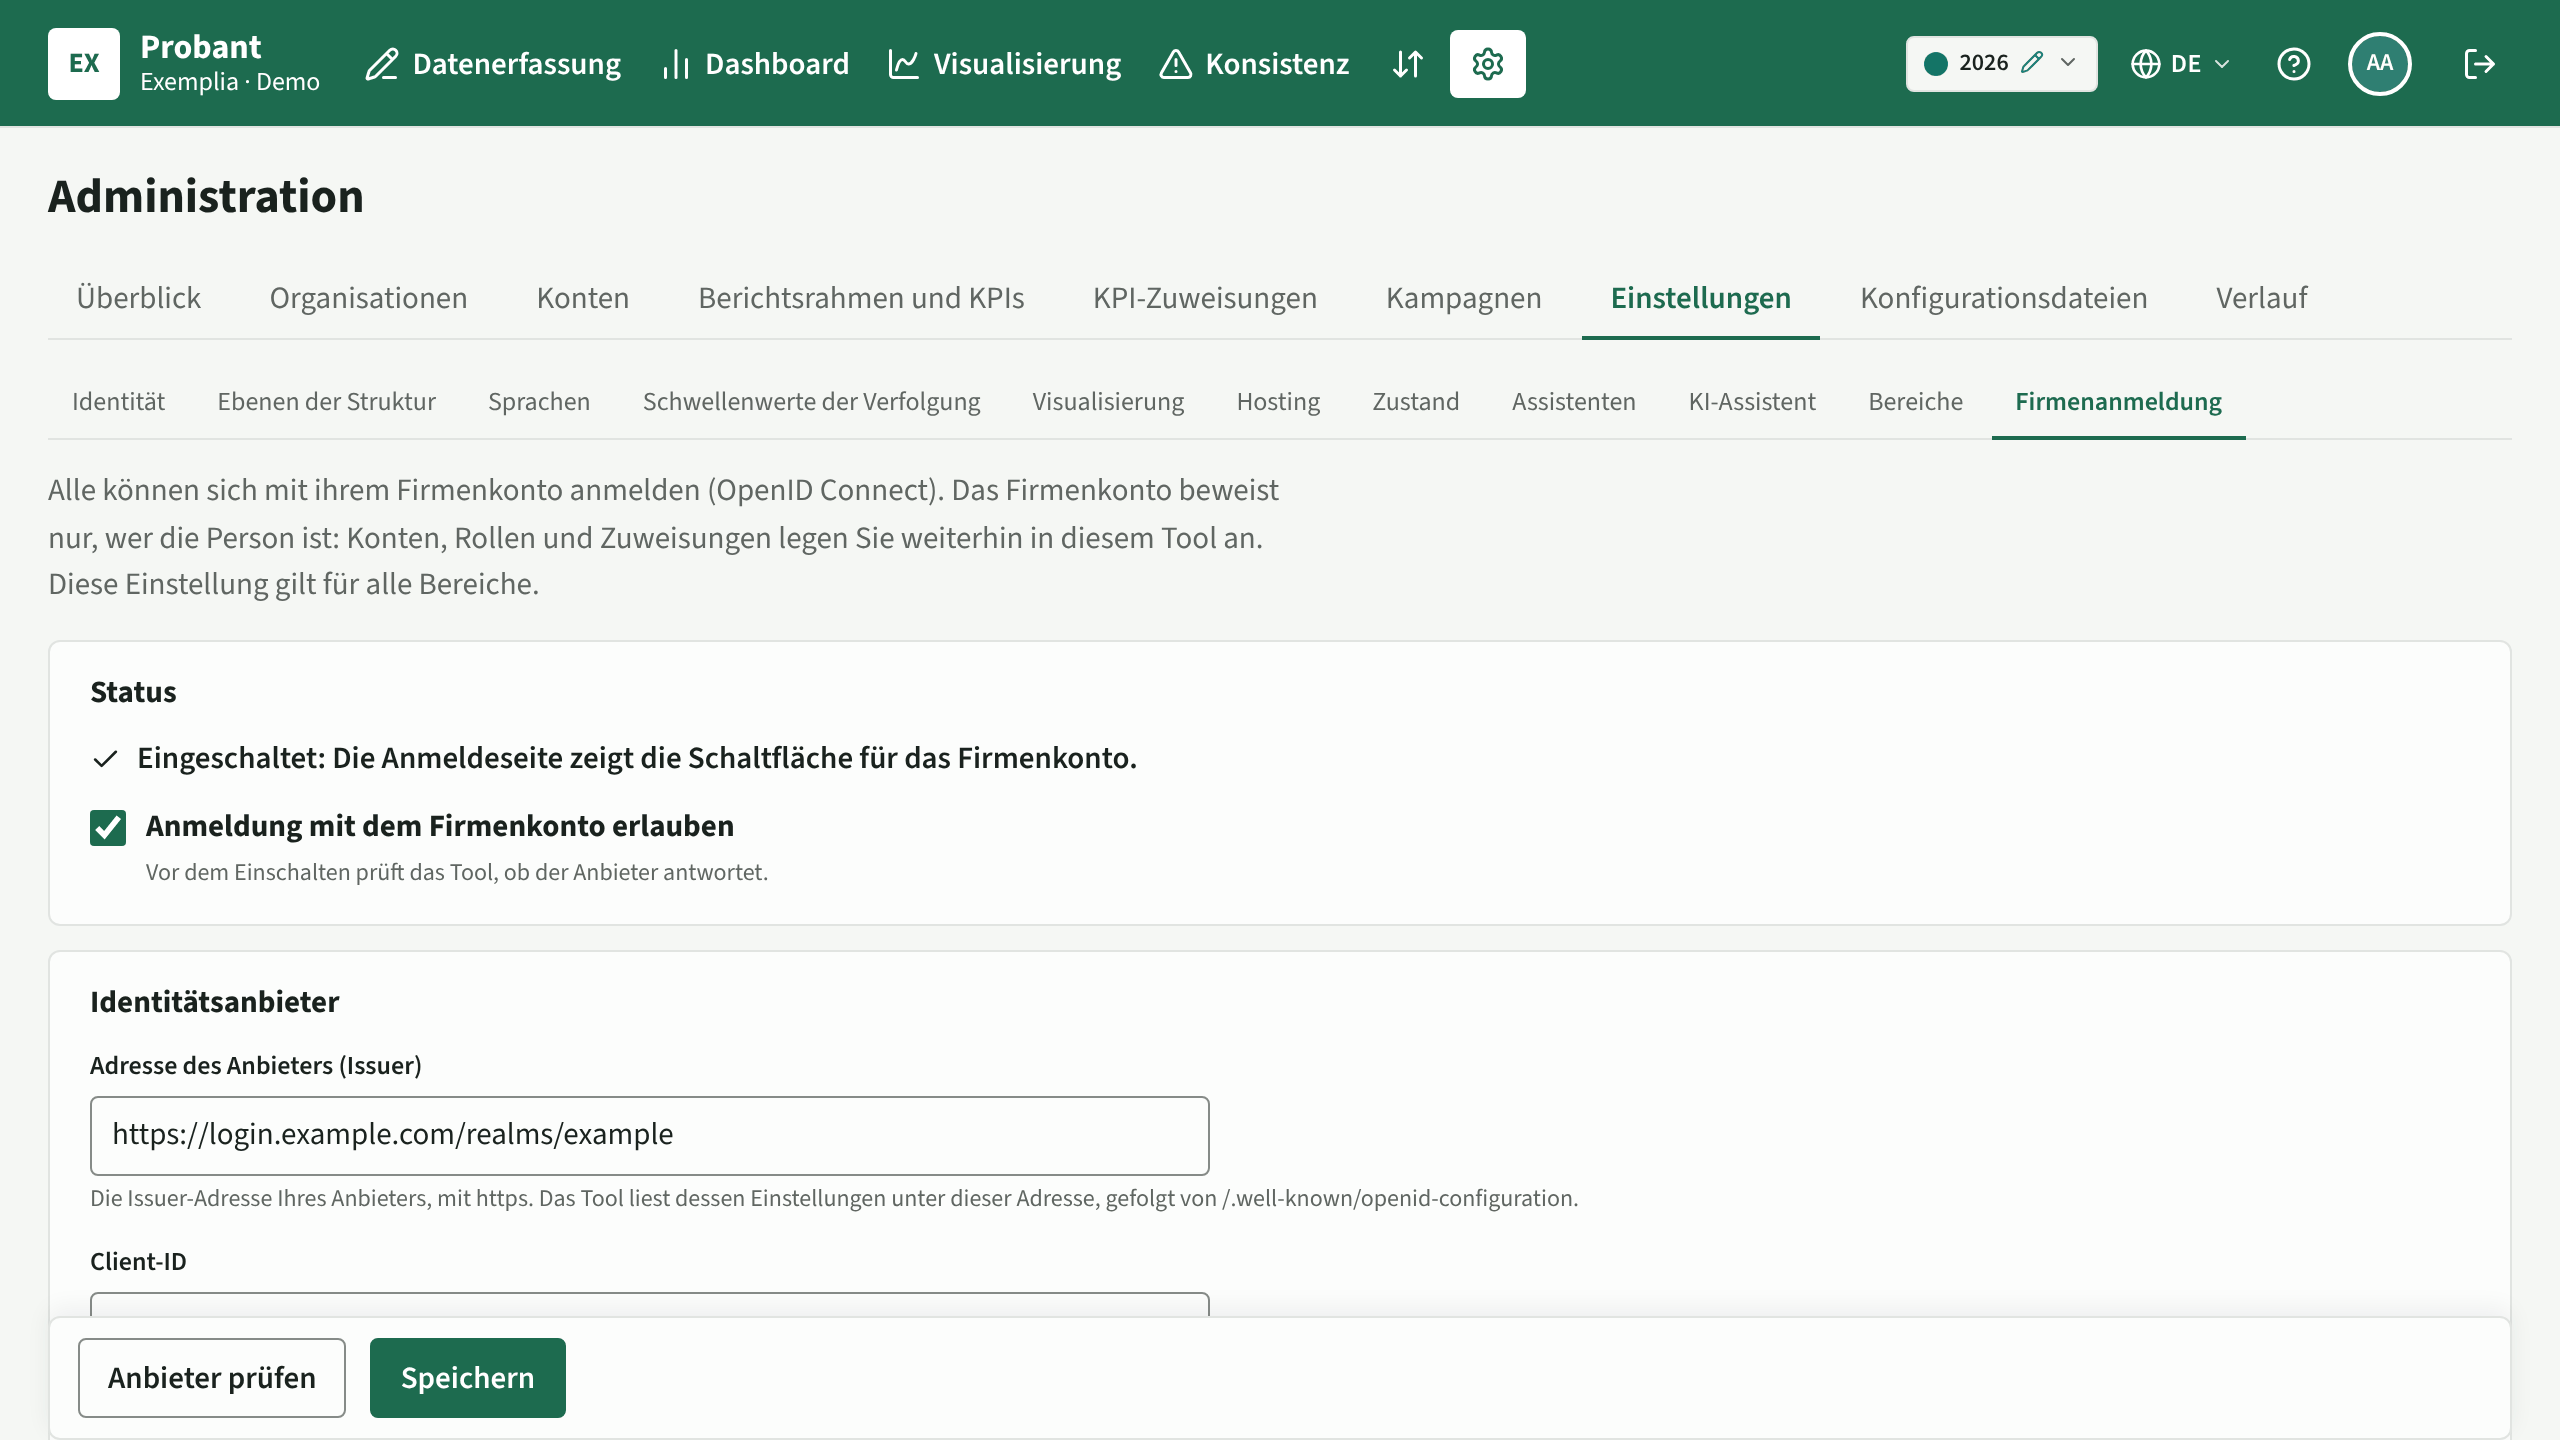 EX
Probant
Exemplia · Demo
Datenerfassung
Dashboard
Visualisierung
Konsistenz
2026
DE
AA
Administration
Überblick
Organisationen
Konten
Berichtsrahmen und KPIs
KPI-Zuweisungen
Kampagnen
Einstellungen
Konfigurationsdateien
Verlauf
Identität
Ebenen der Struktur
Sprachen
Schwellenwerte der Verfolgung
Visualisierung
Hosting
Zustand
Assistenten
KI-Assistent
Bereiche
Firmenanmeldung
Alle können sich mit ihrem Firmenkonto anmelden (OpenID Connect). Das Firmenkonto beweist
nur, wer die Person ist: Konten, Rollen und Zuweisungen legen Sie weiterhin in diesem Tool an.
Diese Einstellung gilt für alle Bereiche.
Status
Eingeschaltet: Die Anmeldeseite zeigt die Schaltfläche für das Firmenkonto.
Anmeldung mit dem Firmenkonto erlauben
Vor dem Einschalten prüft das Tool, ob der Anbieter antwortet.
Identitätsanbieter
Adresse des Anbieters (Issuer)
https://login.example.com/realms/example
Die Issuer-Adresse Ihres Anbieters, mit https. Das Tool liest dessen Einstellungen unter dieser Adresse, gefolgt von /.well-known/openid-configuration.
Client-ID
Anbieter prüfen
Speichern